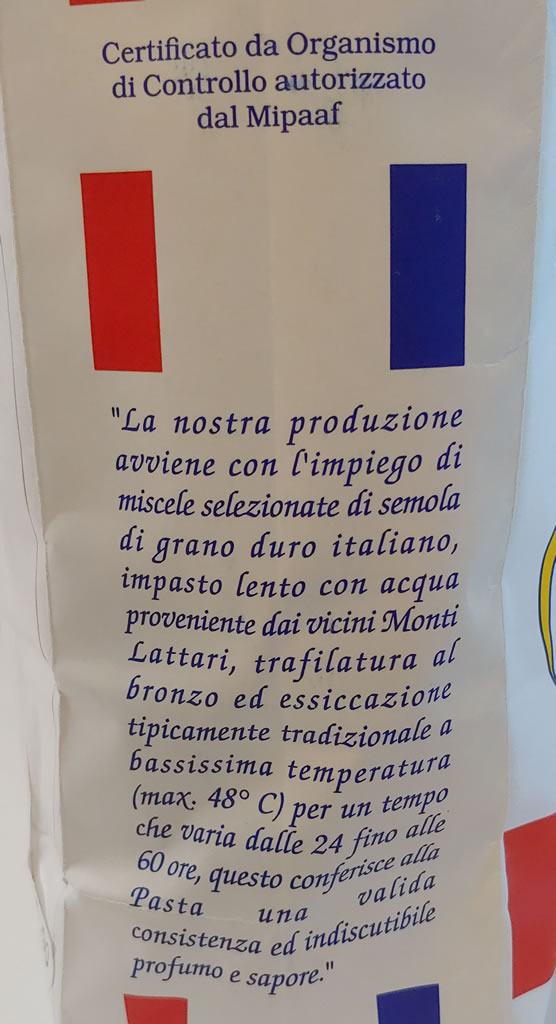 Certificato da Organismo
di Controllo autorizzato
dal Mipaaf
"La nostra produzione
avviene con l'impiego di
miscele selezionate di semola
di grano duro italiano,
impasto lento con acqua
proveniente dai vicini Monti
Lattari, trafilatura al
bronzo ed essiccazione
tipicamente tradizionale a
bassissima temperatura
(max. 48° C) per un tempo
che varia dalle 24 fino alle
60 ore, questo conferisce alla
Pasta una valida
consistenza ed indiscutibile
profumo e sapore."